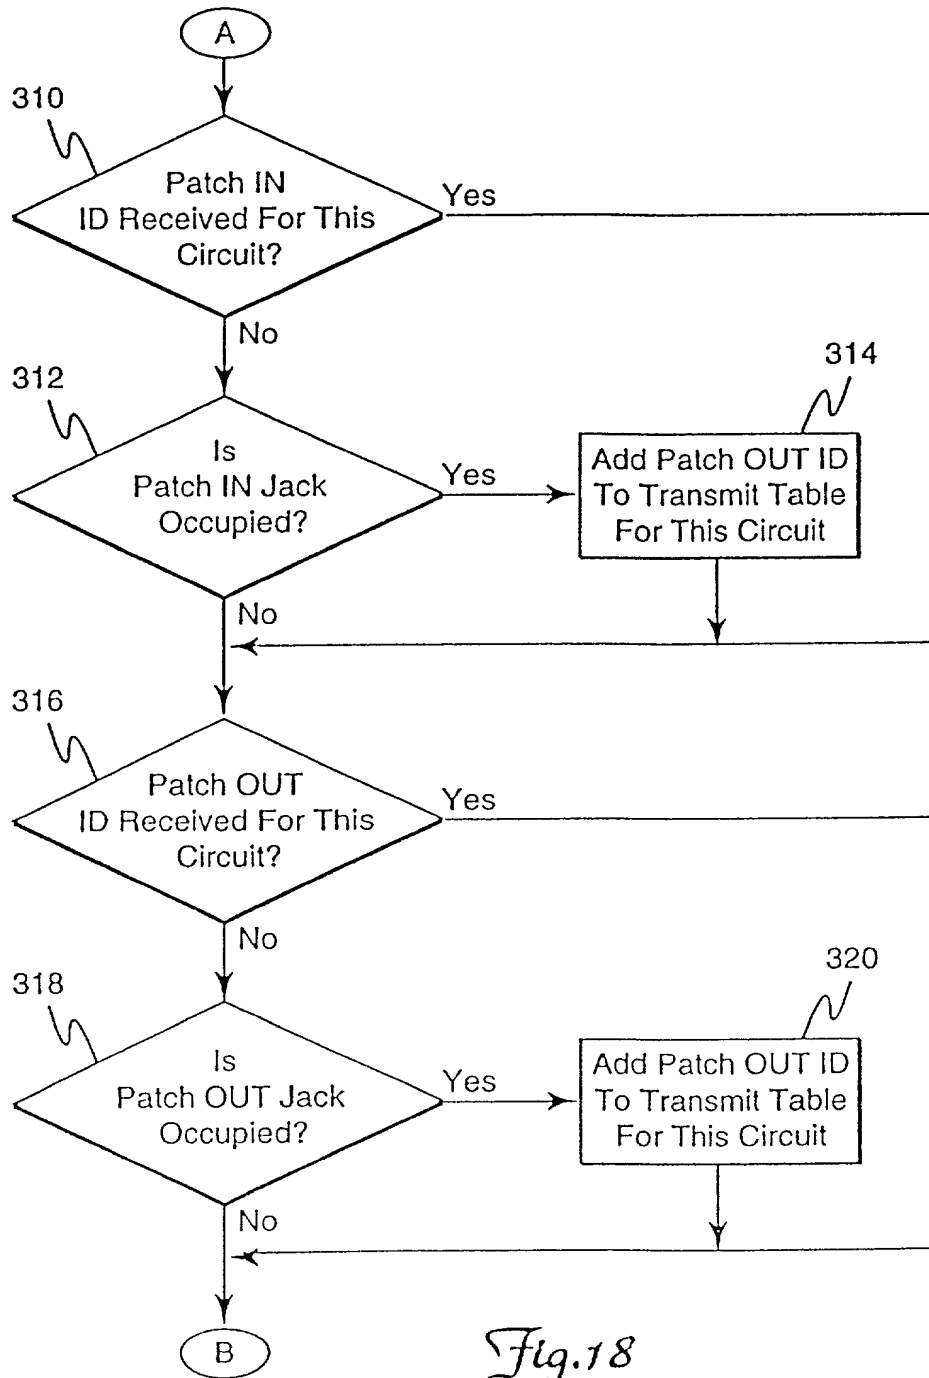 A
310
Patch IN
ID Received For This
Circuit?
Yes
No
312
Is
Patch IN Jack
Occupied?
Yes
314
Add Patch OUT ID
To Transmit Table
For This Circuit
No
316
Patch OUT
ID Received For This
Circuit?
Yes
No
318
Is
Patch OUT Jack
Occupied?
Yes
320
Add Patch OUT ID
To Transmit Table
For This Circuit
No
B
Fig.18